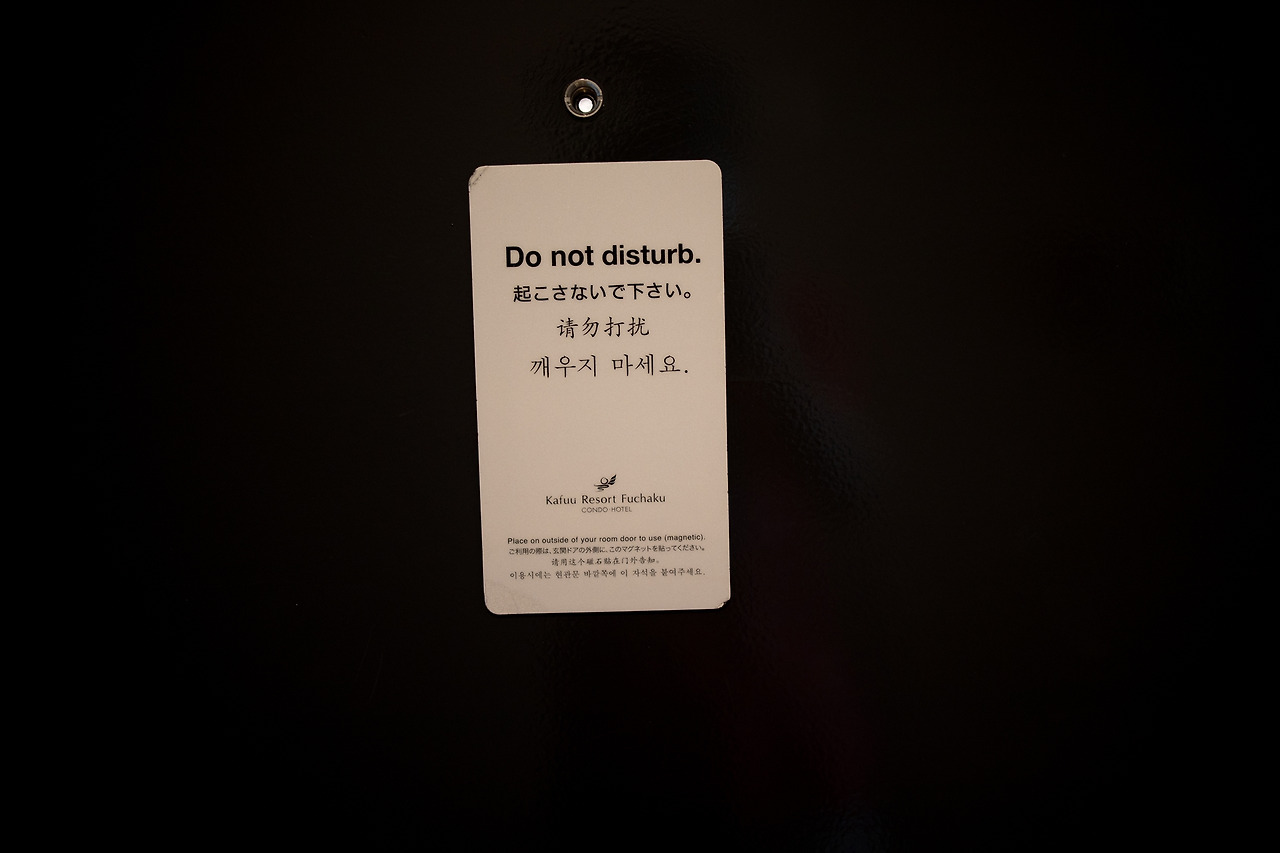 Do not disturb.
起こさないで下さい。
请勿打扰
깨우지 마세요.
Kafuu Resort Fuchaku
CONDO·HOTEL
Place on outside of your room door to use (magnetic).
ご利用の際は、玄関ドアの外側に、このマグネットを貼ってください。
请用这个磁石贴在门外告知。
이용시에는 현관문 바깥쪽에 이 자석을 붙여주세요.